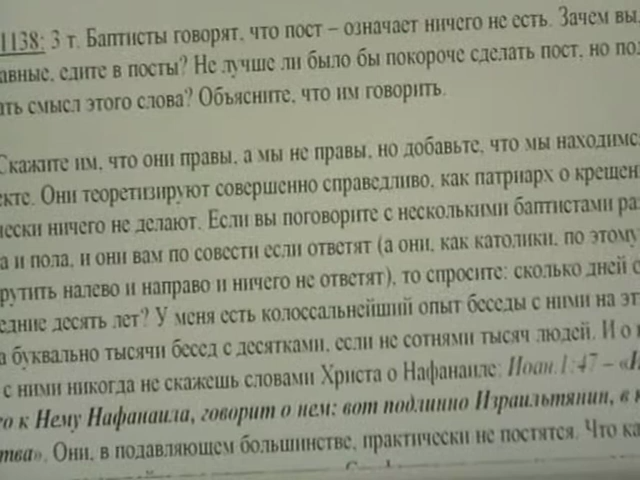 1138: 3 т. Баптисты говорят, что пост – означает ничего не есть. Зачем вы,
авные, едите в посты? Не лучше ли было бы покороче сделать пост, но по
ать смысл этого слова? Объясните, что им говорить.
Скажите им, что они правы, а мы не правы, но добавьте, что мы находимс
екте. Они теоретизируют совершенно справедливо, как патриарх о крещен
чески ничего не делают. Если вы поговорите с несколькими баптистами раз
а и пола, и они вам по совести если ответят (а они, как католики, по этому
рутить налево и направо и ничего не ответят), то спросите: сколько дней с
едние десять лет? У меня есть колоссальнейший опыт беседы с ними на эт
а буквально тысячи бесед с десятками, если не сотнями тысяч людей. И о
с ними никогда не скажешь словами Христа о Нафанаиле: Иоан.1:47 – «И
го к Нему Нафанаила, говорит о нем: вот подлинно Израильтянин, в к
тва». Они, в подавляющем большинстве, практически не постятся. Что ка